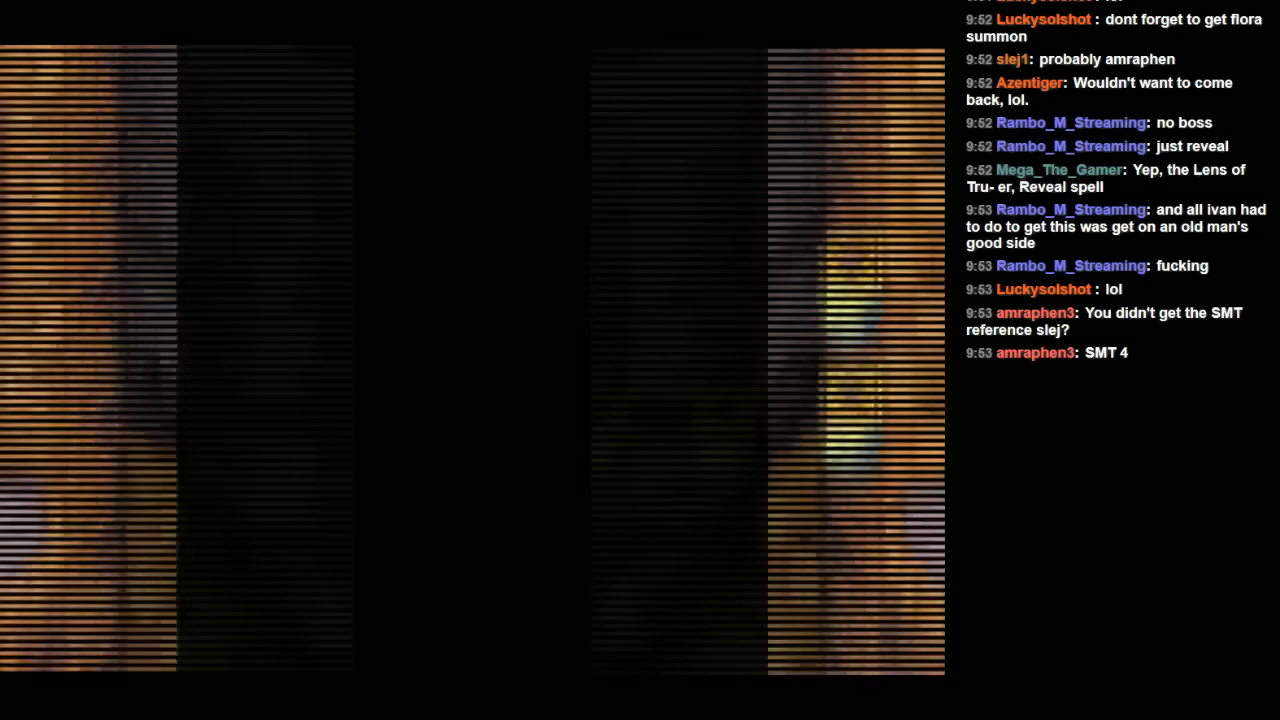 9:52 Luckysolshot : dont forget to get flora
summon
9:52 slej1: probably amraphen
9:52 Azentiger: Wouldn't want to come
back, lol.
9:52 Rambo_M_Streaming: no boss
9:52 Rambo_M_Streaming: just reveal
9:52 Mega_The_Gamer: Yep, the Lens of
Tru- er, Reveal spell
9:53 Rambo_M_Streaming: and all ivan had
to do to get this was get on an old man's
good side
9:53 Rambo_M_Streaming: fucking
9:53 Luckysolshot : lol
9:53 amraphen3: You didn't get the SMT
reference slej?
9:53 amraphen3: SMT 4